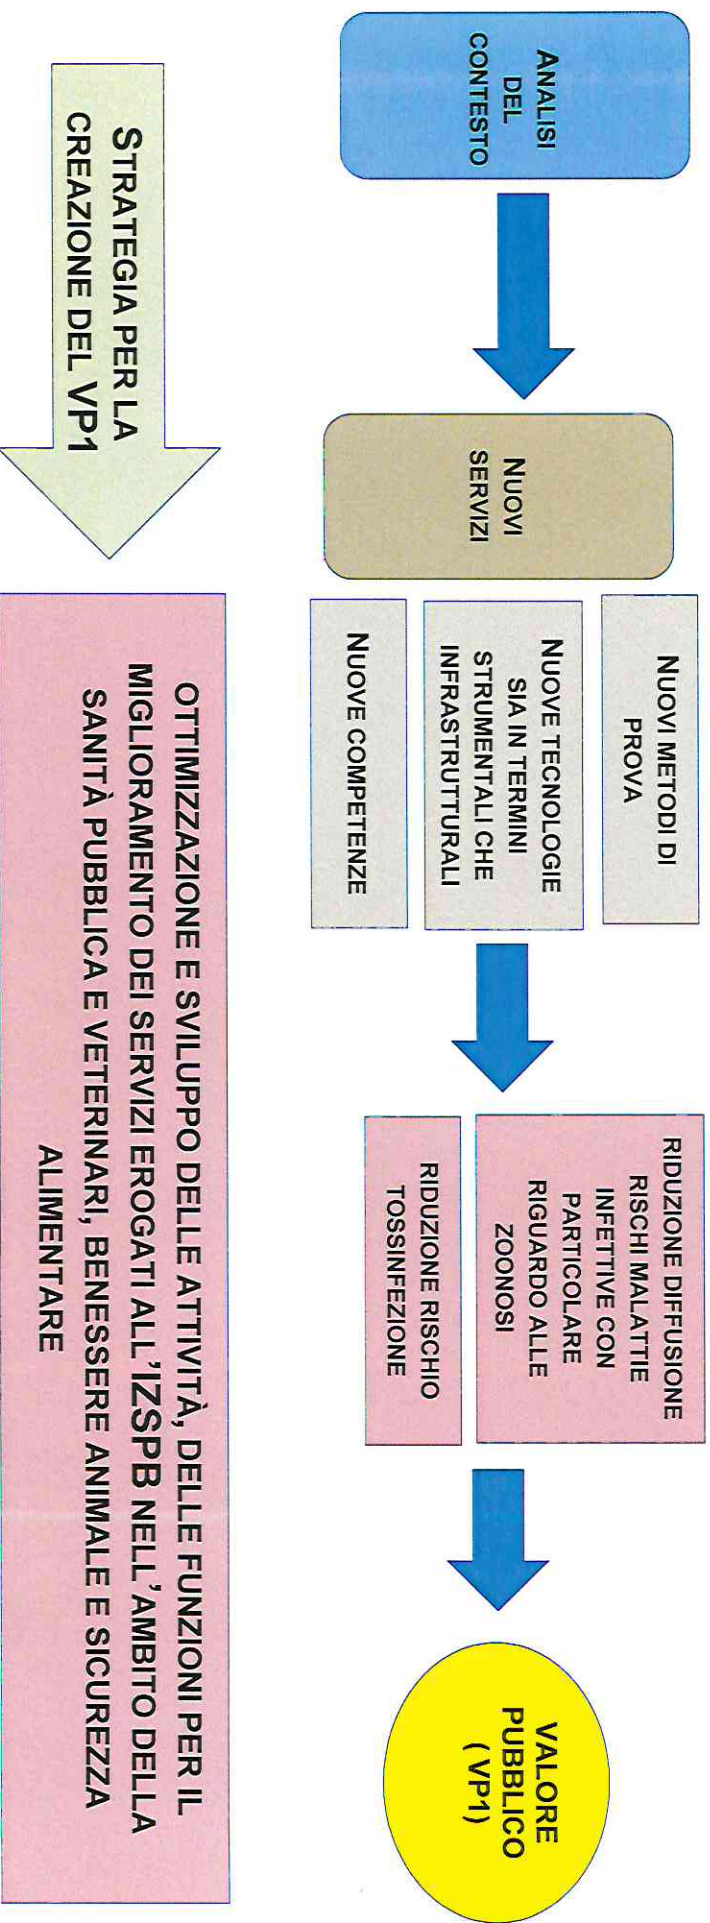 ANALISI
DEL
CONTESTO
NUOVI
SERVIZI
NUOVI METODI DI
PROVA
NUOVE TECNOLOGIE
SIA IN TERMINI
STRUMENTALI CHE
INFRASTRUTTURALI
NUOVE COMPETENZE
RIDUZIONE DIFFUSIONE
RISCHI MALATTIE
INFETTIVE CON
PARTICOLARE
RIGUARDO ALLE
ZOONOSI
RIDUZIONE RISCHIO
TOSSINFEZIONE
VALORE
PUBBLICO
( VP1)
STRATEGIA PER LA
CREAZIONE DEL VP1
OTTIMIZZAZIONE E SVILUPPO DELLE ATTIVITÀ, DELLE FUNZIONI PER IL
MIGLIORAMENTO DEI SERVIZI EROGATI ALL'IZSPB NELL'AMBITO DELLA
SANITÀ PUBBLICA E VETERINARI, BENESSERE ANIMALE E SICUREZZA
ALIMENTARE